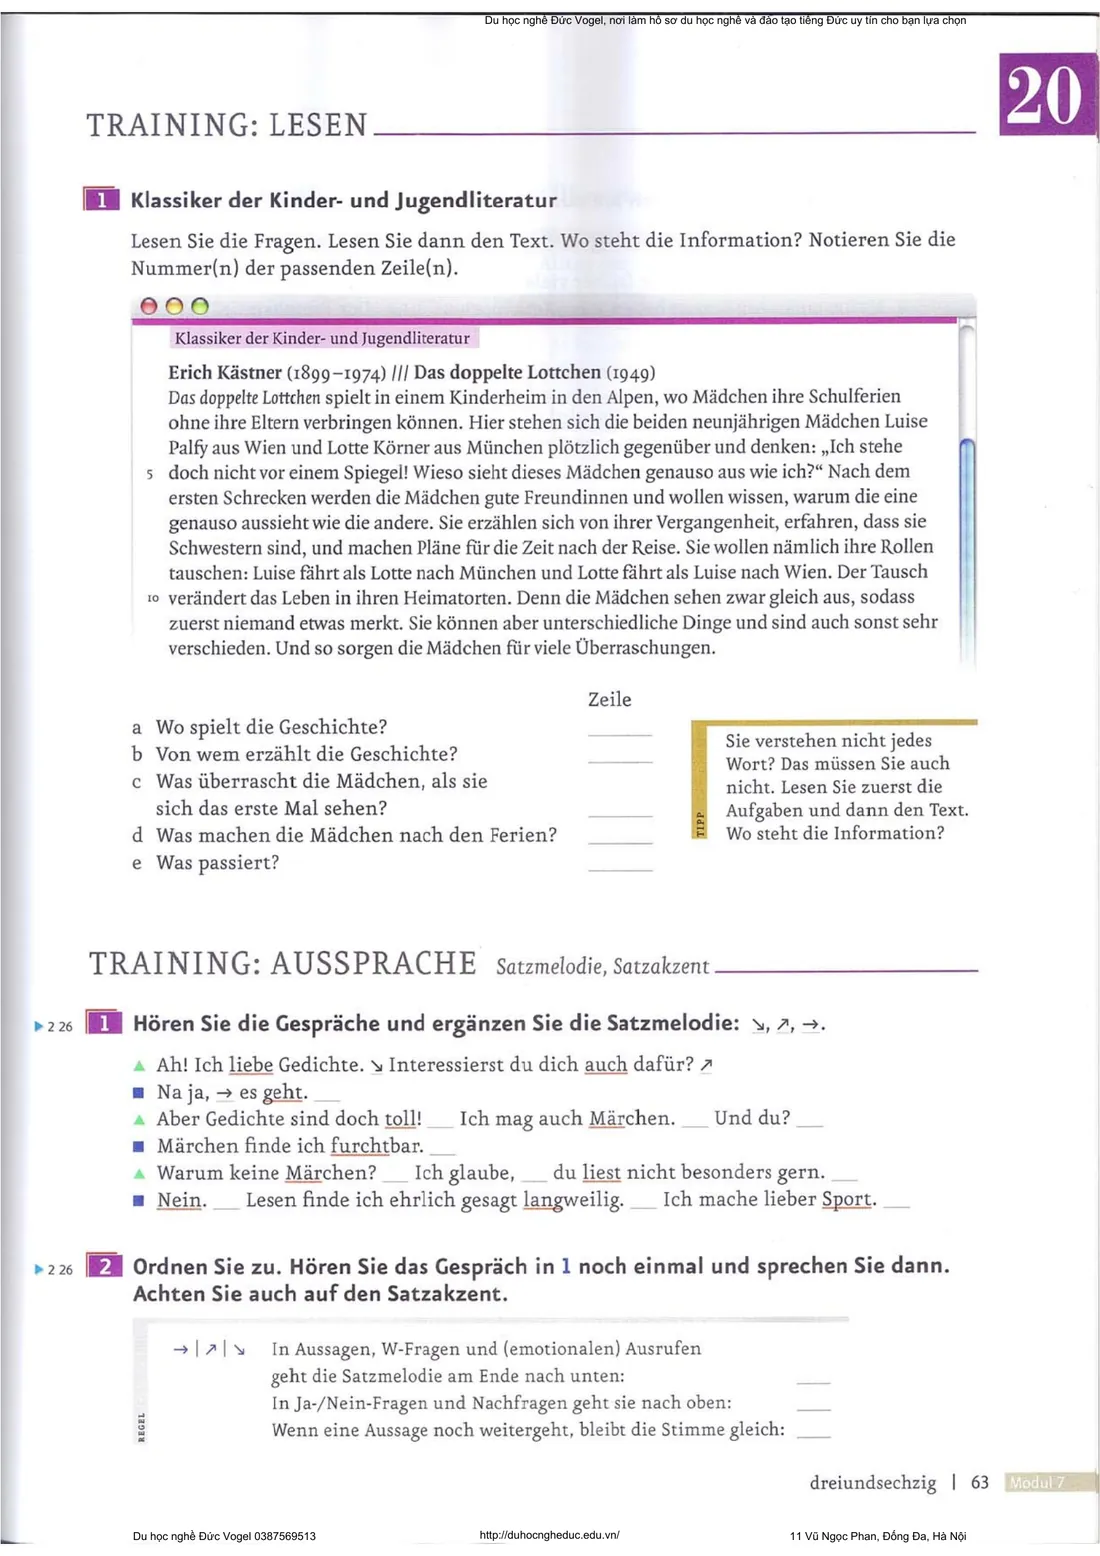 Du học nghề Đức Vogel, nơi làm hồ sơ du học nghề và đào tạo tiếng Đức uy tín cho bạn lựa chọn
20
TRAINING: LESEN
1 Klassiker der Kinder- und Jugendliteratur
Lesen Sie die Fragen. Lesen Sie dann den Text. Wo steht die Information? Notieren Sie die
Nummer(n) der passenden Zeile(n).
Klassiker der Kinder- und Jugendliteratur
Erich Kästner (1899–1974) /// Das doppelte Lottchen (1949)
Das doppelte Lottchen spielt in einem Kinderheim in den Alpen, wo Mädchen ihre Schulferien
ohne ihre Eltern verbringen können. Hier stehen sich die beiden neunjährigen Mädchen Luise
Palfy aus Wien und Lotte Körner aus München plötzlich gegenüber und denken: „Ich stehe
5 doch nicht vor einem Spiegel! Wieso sieht dieses Mädchen genauso aus wie ich?“ Nach dem
ersten Schrecken werden die Mädchen gute Freundinnen und wollen wissen, warum die eine
genauso aussieht wie die andere. Sie erzählen sich von ihrer Vergangenheit, erfahren, dass sie
Schwestern sind, und machen Pläne für die Zeit nach der Reise. Sie wollen nämlich ihre Rollen
tauschen: Luise fährt als Lotte nach München und Lotte fährt als Luise nach Wien. Der Tausch
10 verändert das Leben in ihren Heimatorten. Denn die Mädchen sehen zwar gleich aus, sodass
zuerst niemand etwas merkt. Sie können aber unterschiedliche Dinge und sind auch sonst sehr
verschieden. Und so sorgen die Mädchen für viele Überraschungen.
Zeile
a Wo spielt die Geschichte? ____
b Von wem erzählt die Geschichte? ____
c Was überrascht die Mädchen, als sie
sich das erste Mal sehen? ____
d Was machen die Mädchen nach den Ferien? ____
e Was passiert? ____
TIPP
Sie verstehen nicht jedes
Wort? Das müssen Sie auch
nicht. Lesen Sie zuerst die
Aufgaben und dann den Text.
Wo steht die Information?
TRAINING: AUSSPRACHE Satzmelodie, Satzakzent
▶ 2 26 1 Hören Sie die Gespräche und ergänzen Sie die Satzmelodie: ↘, ↗, →.
▲ Ah! Ich liebe Gedichte. ↘ Interessierst du dich auch dafür? ↗
■ Na ja, → es geht. __
▲ Aber Gedichte sind doch toll! __ Ich mag auch Märchen. __ Und du? __
■ Märchen finde ich furchtbar. __
▲ Warum keine Märchen? __ Ich glaube, __ du liest nicht besonders gern. __
■ Nein. __ Lesen finde ich ehrlich gesagt langweilig. __ Ich mache lieber Sport. __
▶ 2 26 2 Ordnen Sie zu. Hören Sie das Gespräch in 1 noch einmal und sprechen Sie dann.
Achten Sie auch auf den Satzakzent.
REGEL
→ | ↗ | ↘ In Aussagen, W-Fragen und (emotionalen) Ausrufen
geht die Satzmelodie am Ende nach unten: __
In Ja-/Nein-Fragen und Nachfragen geht sie nach oben: __
Wenn eine Aussage noch weitergeht, bleibt die Stimme gleich: __
dreiundsechzig | 63 Modul 7
Du học nghề Đức Vogel 0387569513 http://duhocngheduc.edu.vn/ 11 Vũ Ngọc Phan, Đống Đa, Hà Nội